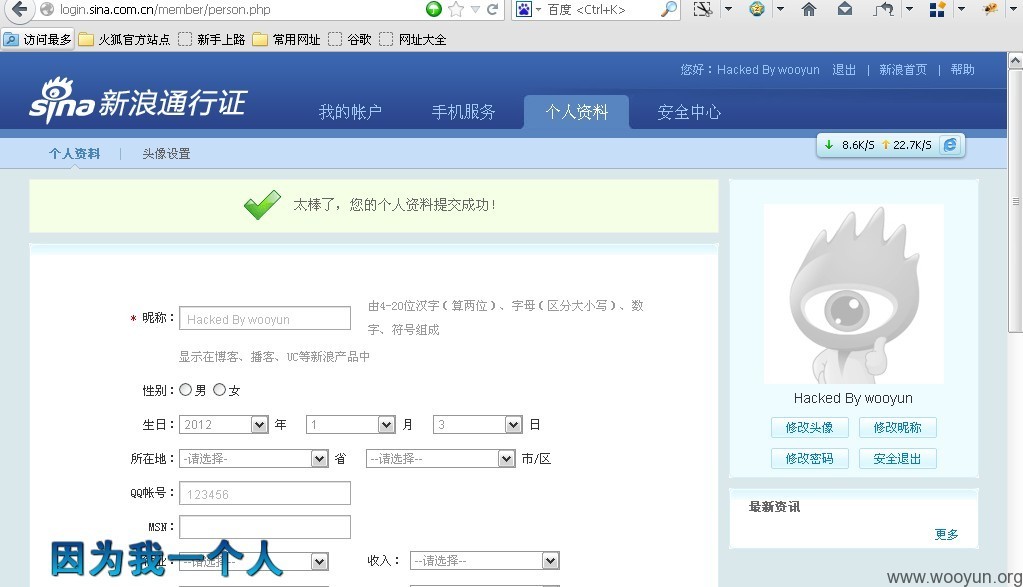 login.sina.com.cn/member/person.php
百度 <Ctrl+K>
访问最多 火狐官方站点 新手上路 常用网址 谷歌 网址大全
您好：Hacked By wooyun 退出 | 新浪首页 | 帮助
sina新浪通行证
我的帐户 手机服务 个人资料 安全中心
个人资料 | 头像设置
8.6K/S 22.7K/S
太棒了，您的个人资料提交成功！
* 昵称： Hacked By wooyun 由4-20位汉字（算两位）、字母（区分大小写）、数
字、符号组成
显示在博客、播客、UC等新浪产品中
性别： 男 女
生日： 2012 年 1 月 3 日
所在地： -请选择- 省 --请选择-- 市/区
QQ帐号： 123456
MSN：
--请选择-- 收入： --请选择--
因为我一个人
Hacked By wooyun
修改头像 修改昵称
修改密码 安全退出
最新资讯
更多
www.wooyun.org